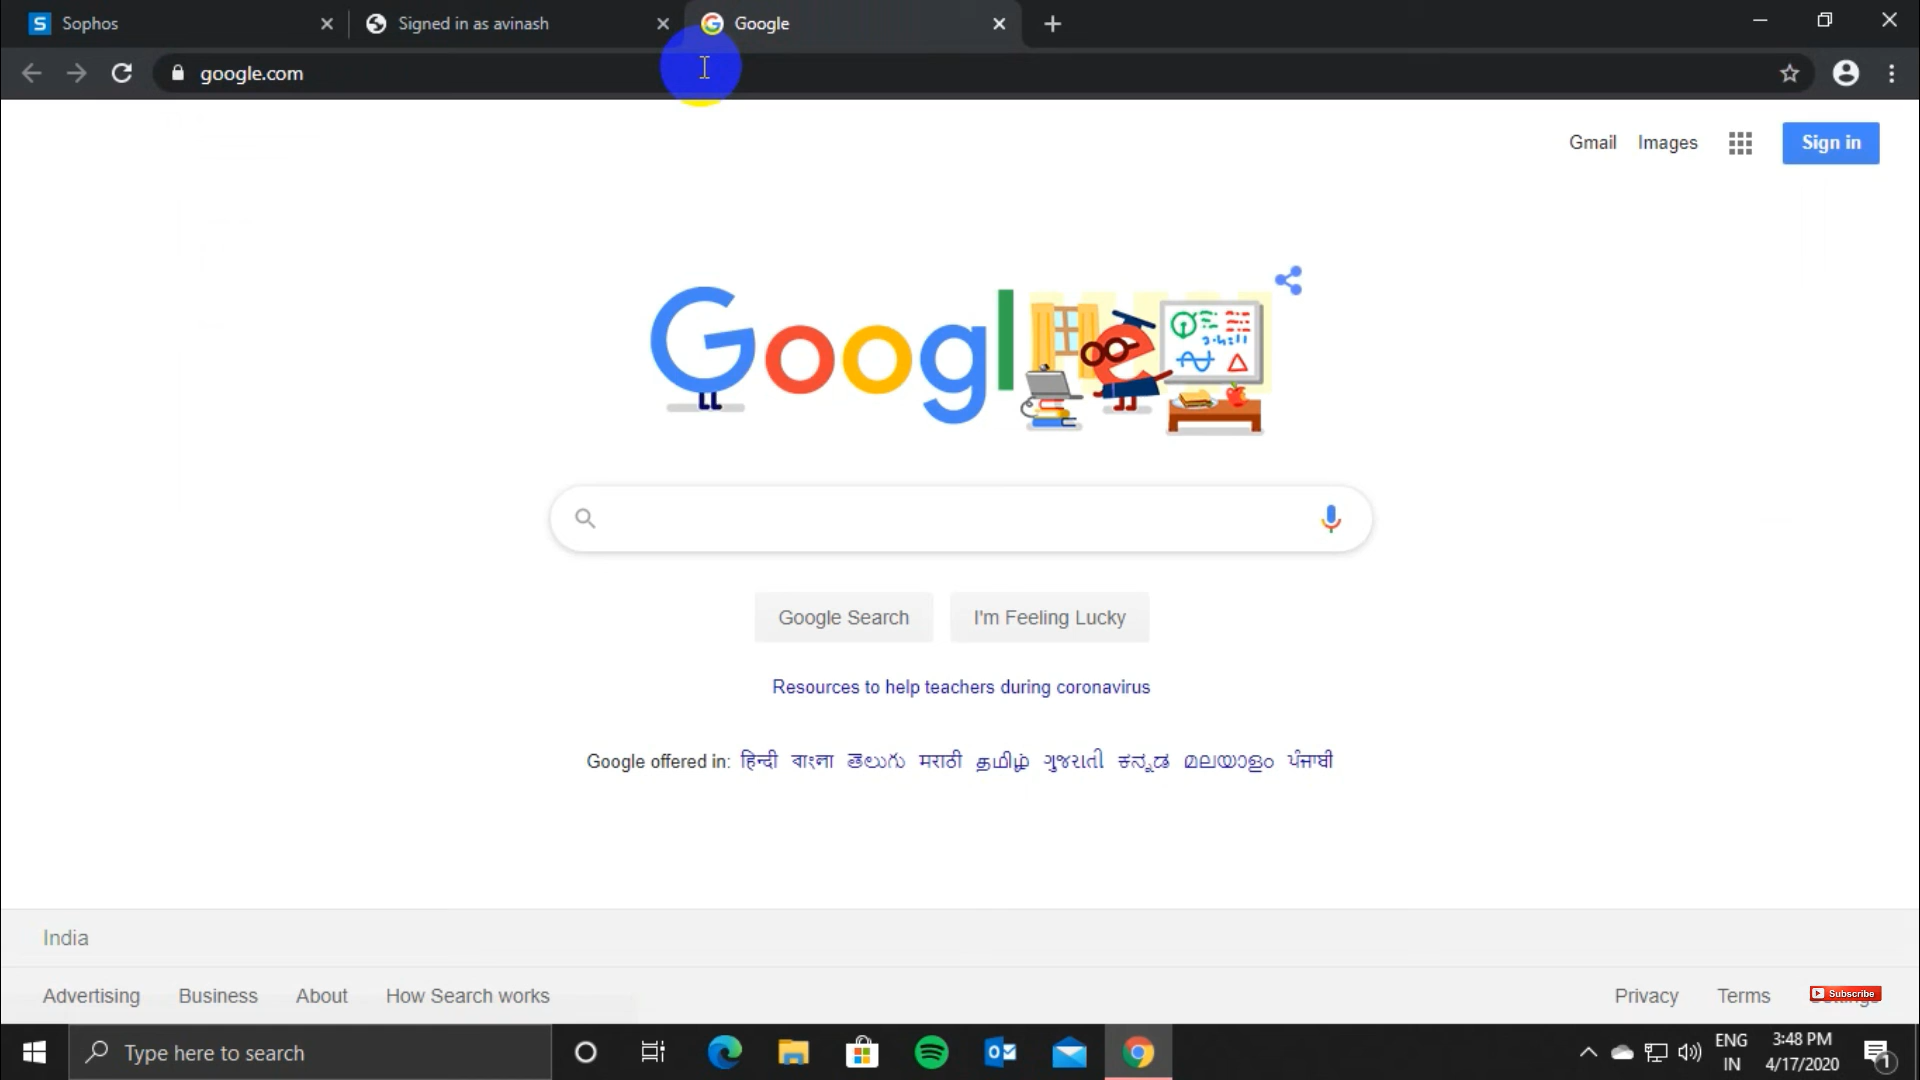 Sophos
Signed in as avinash
Google
google.com
Gmail Images
Sign in
Google
Google Search
I'm Feeling Lucky
Resources to help teachers during coronavirus
Google offered in: हिन्दी বাংলা తెలుగు मराठी தமிழ் ગુજરાતી ಕನ್ನಡ മലയാളം ਪੰਜਾਬੀ
India
Advertising Business About How Search works
Privacy Terms
Subscribe
Type here to search
ENG
IN
3:48 PM
4/17/2020
1